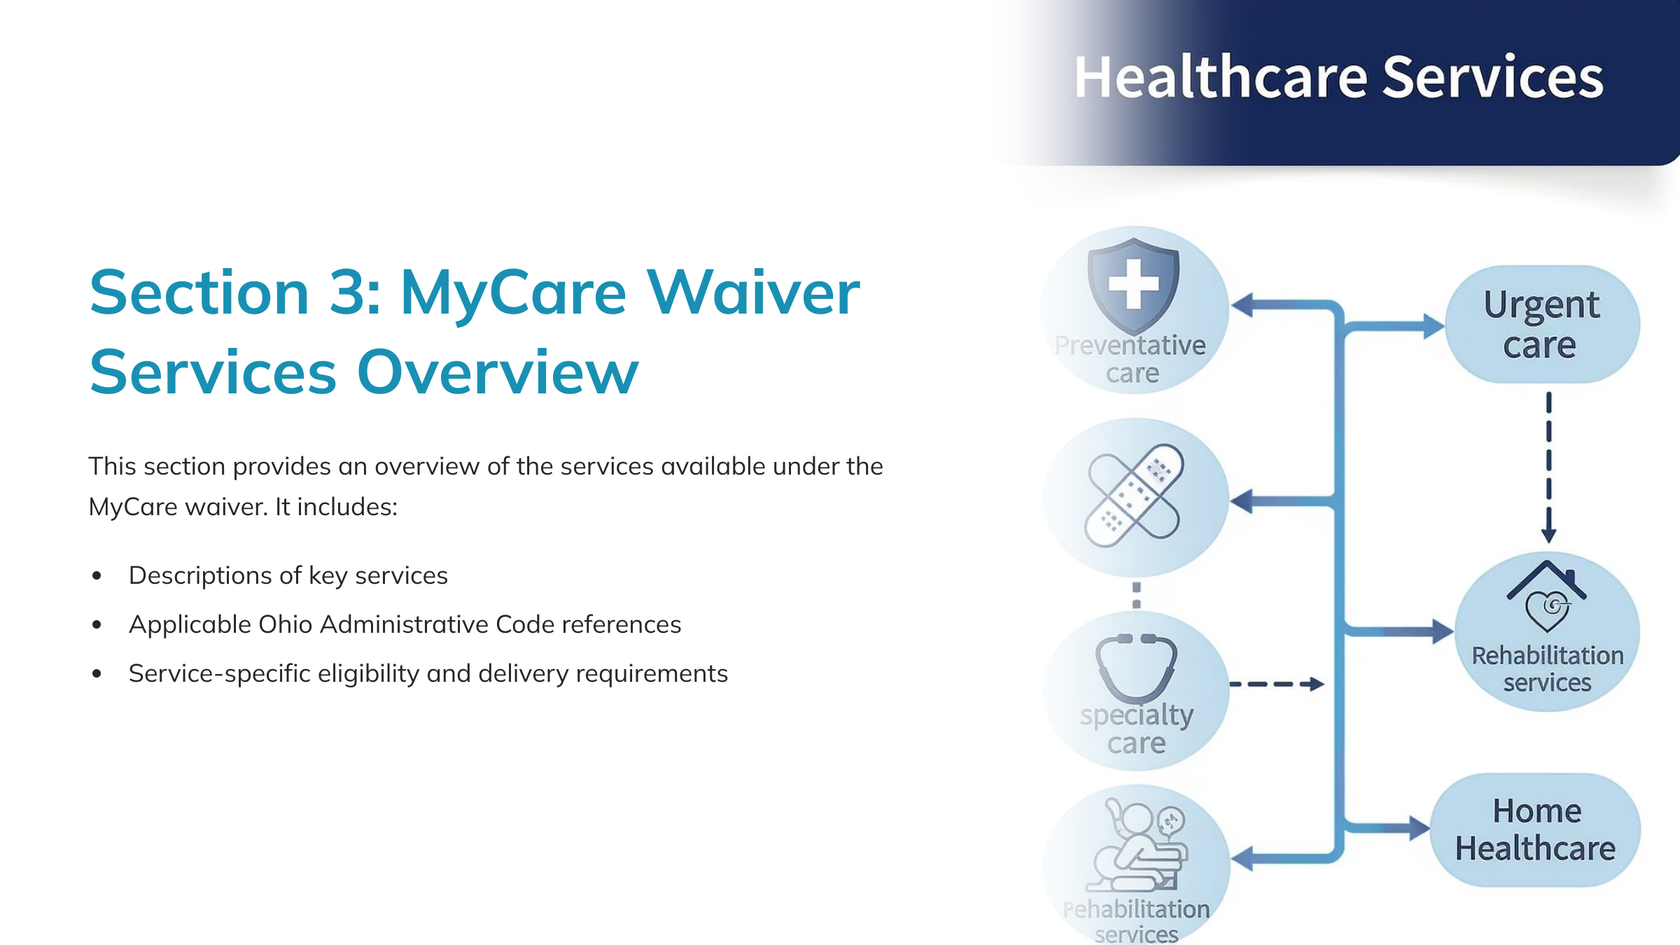 Healthcare Services
Section 3: MyCare Waiver
Services Overview
This section provides an overview of the services available under the
MyCare waiver. It includes:
• Descriptions of key services
• Applicable Ohio Administrative Code references
• Service-specific eligibility and delivery requirements
Preventative
care
Urgent
care
specialty
care
Rehabilitation
services
Rehabilitation
services
Home
Healthcare